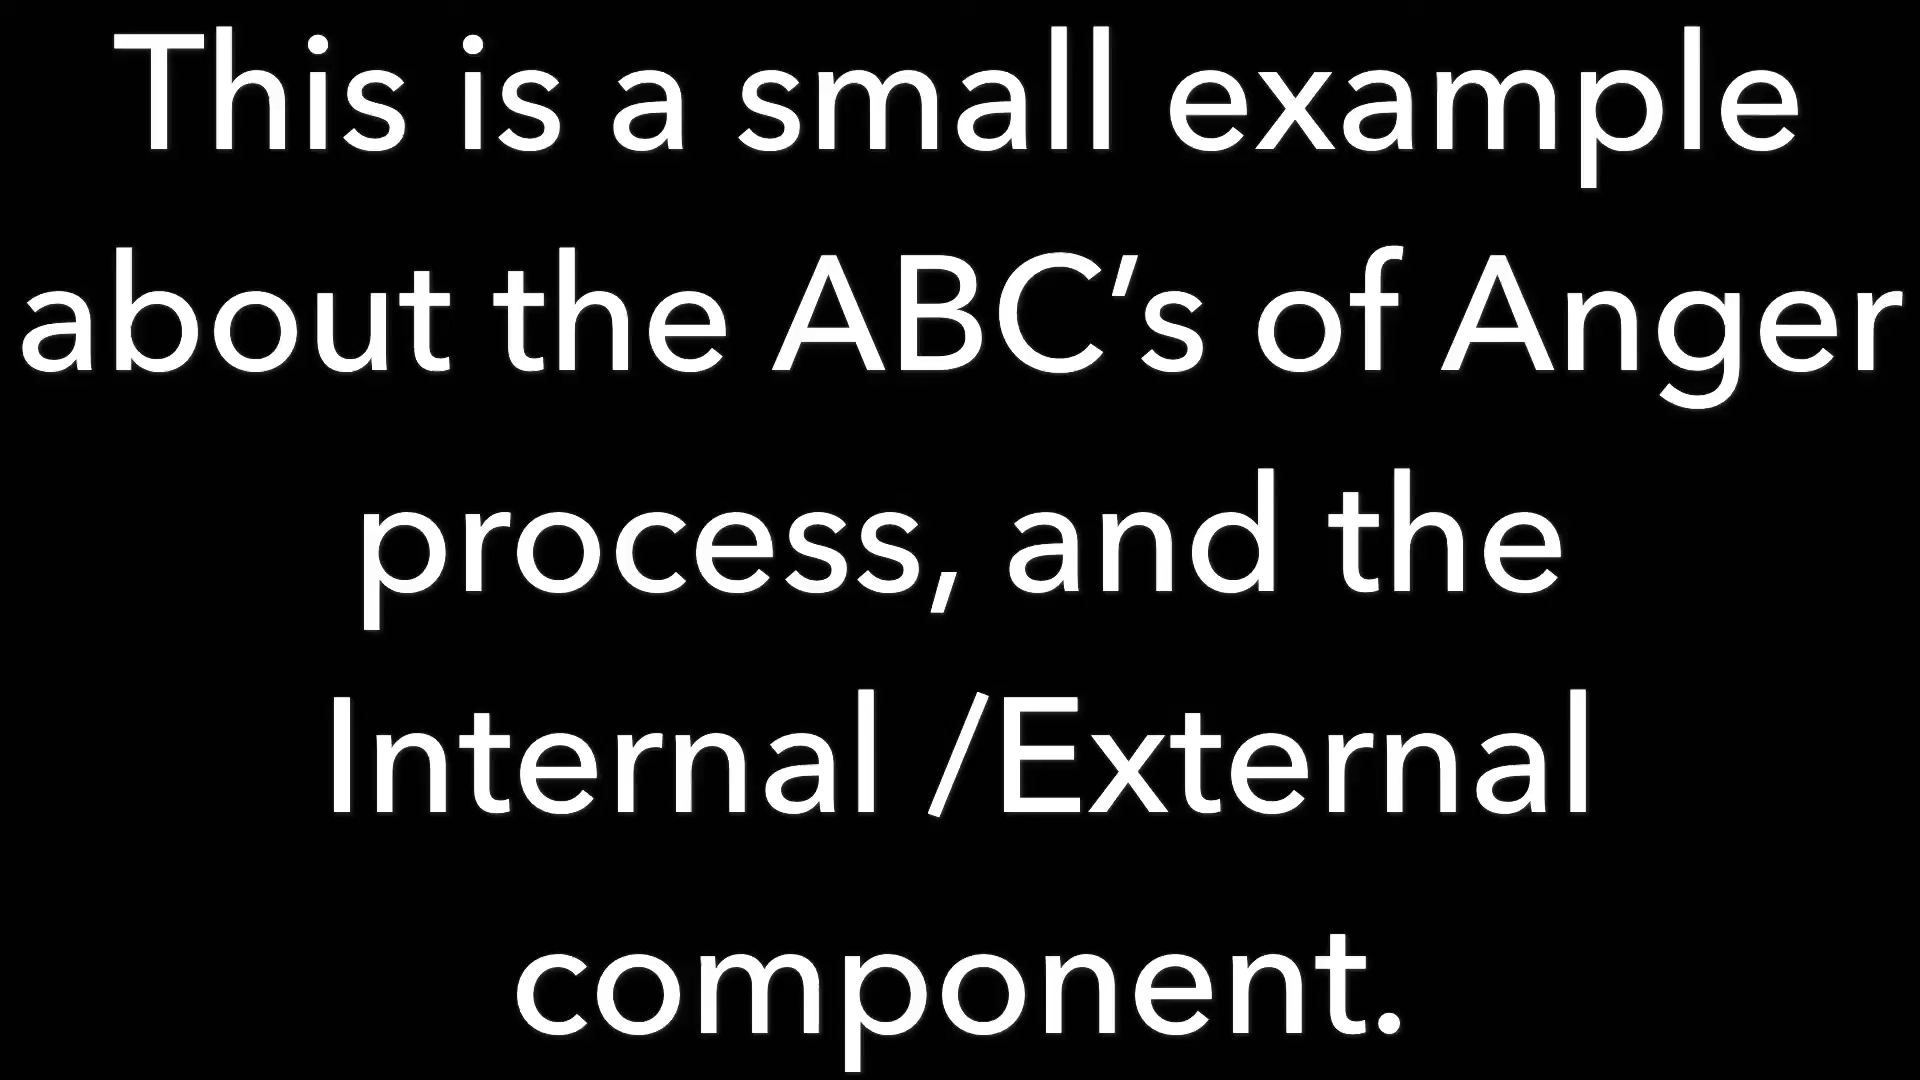 This is a small example
about the ABC's of Anger
process, and the
Internal /External
component.